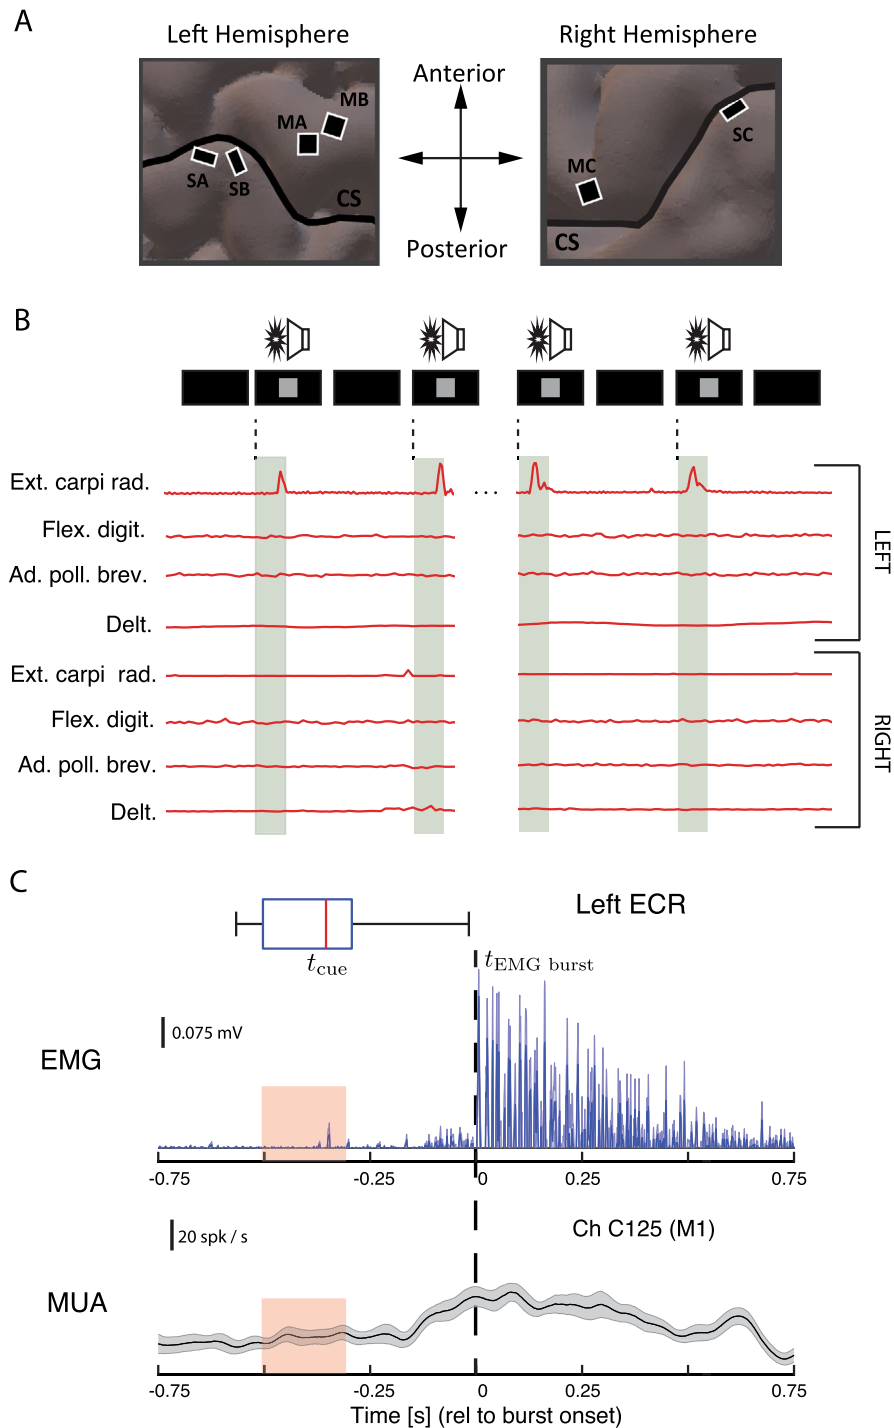 A
Left Hemisphere
Right Hemisphere
Anterior
MB
MA
SA
SB
CS
SC
MC
CS
Posterior
B
Ext. carpi rad.
Flex. digit.
Ad. poll. brev.
Delt.
LEFT
...
Ext. carpi rad.
Flex. digit.
Ad. poll. brev.
Delt.
RIGHT
C
Left ECR
tcue
tEMG burst
0.075 mV
EMG
-0.75
-0.25
0
0.25
0.75
20 spk / s
Ch C125 (M1)
MUA
-0.75
-0.25
0
0.25
0.75
Time [s] (rel to burst onset)